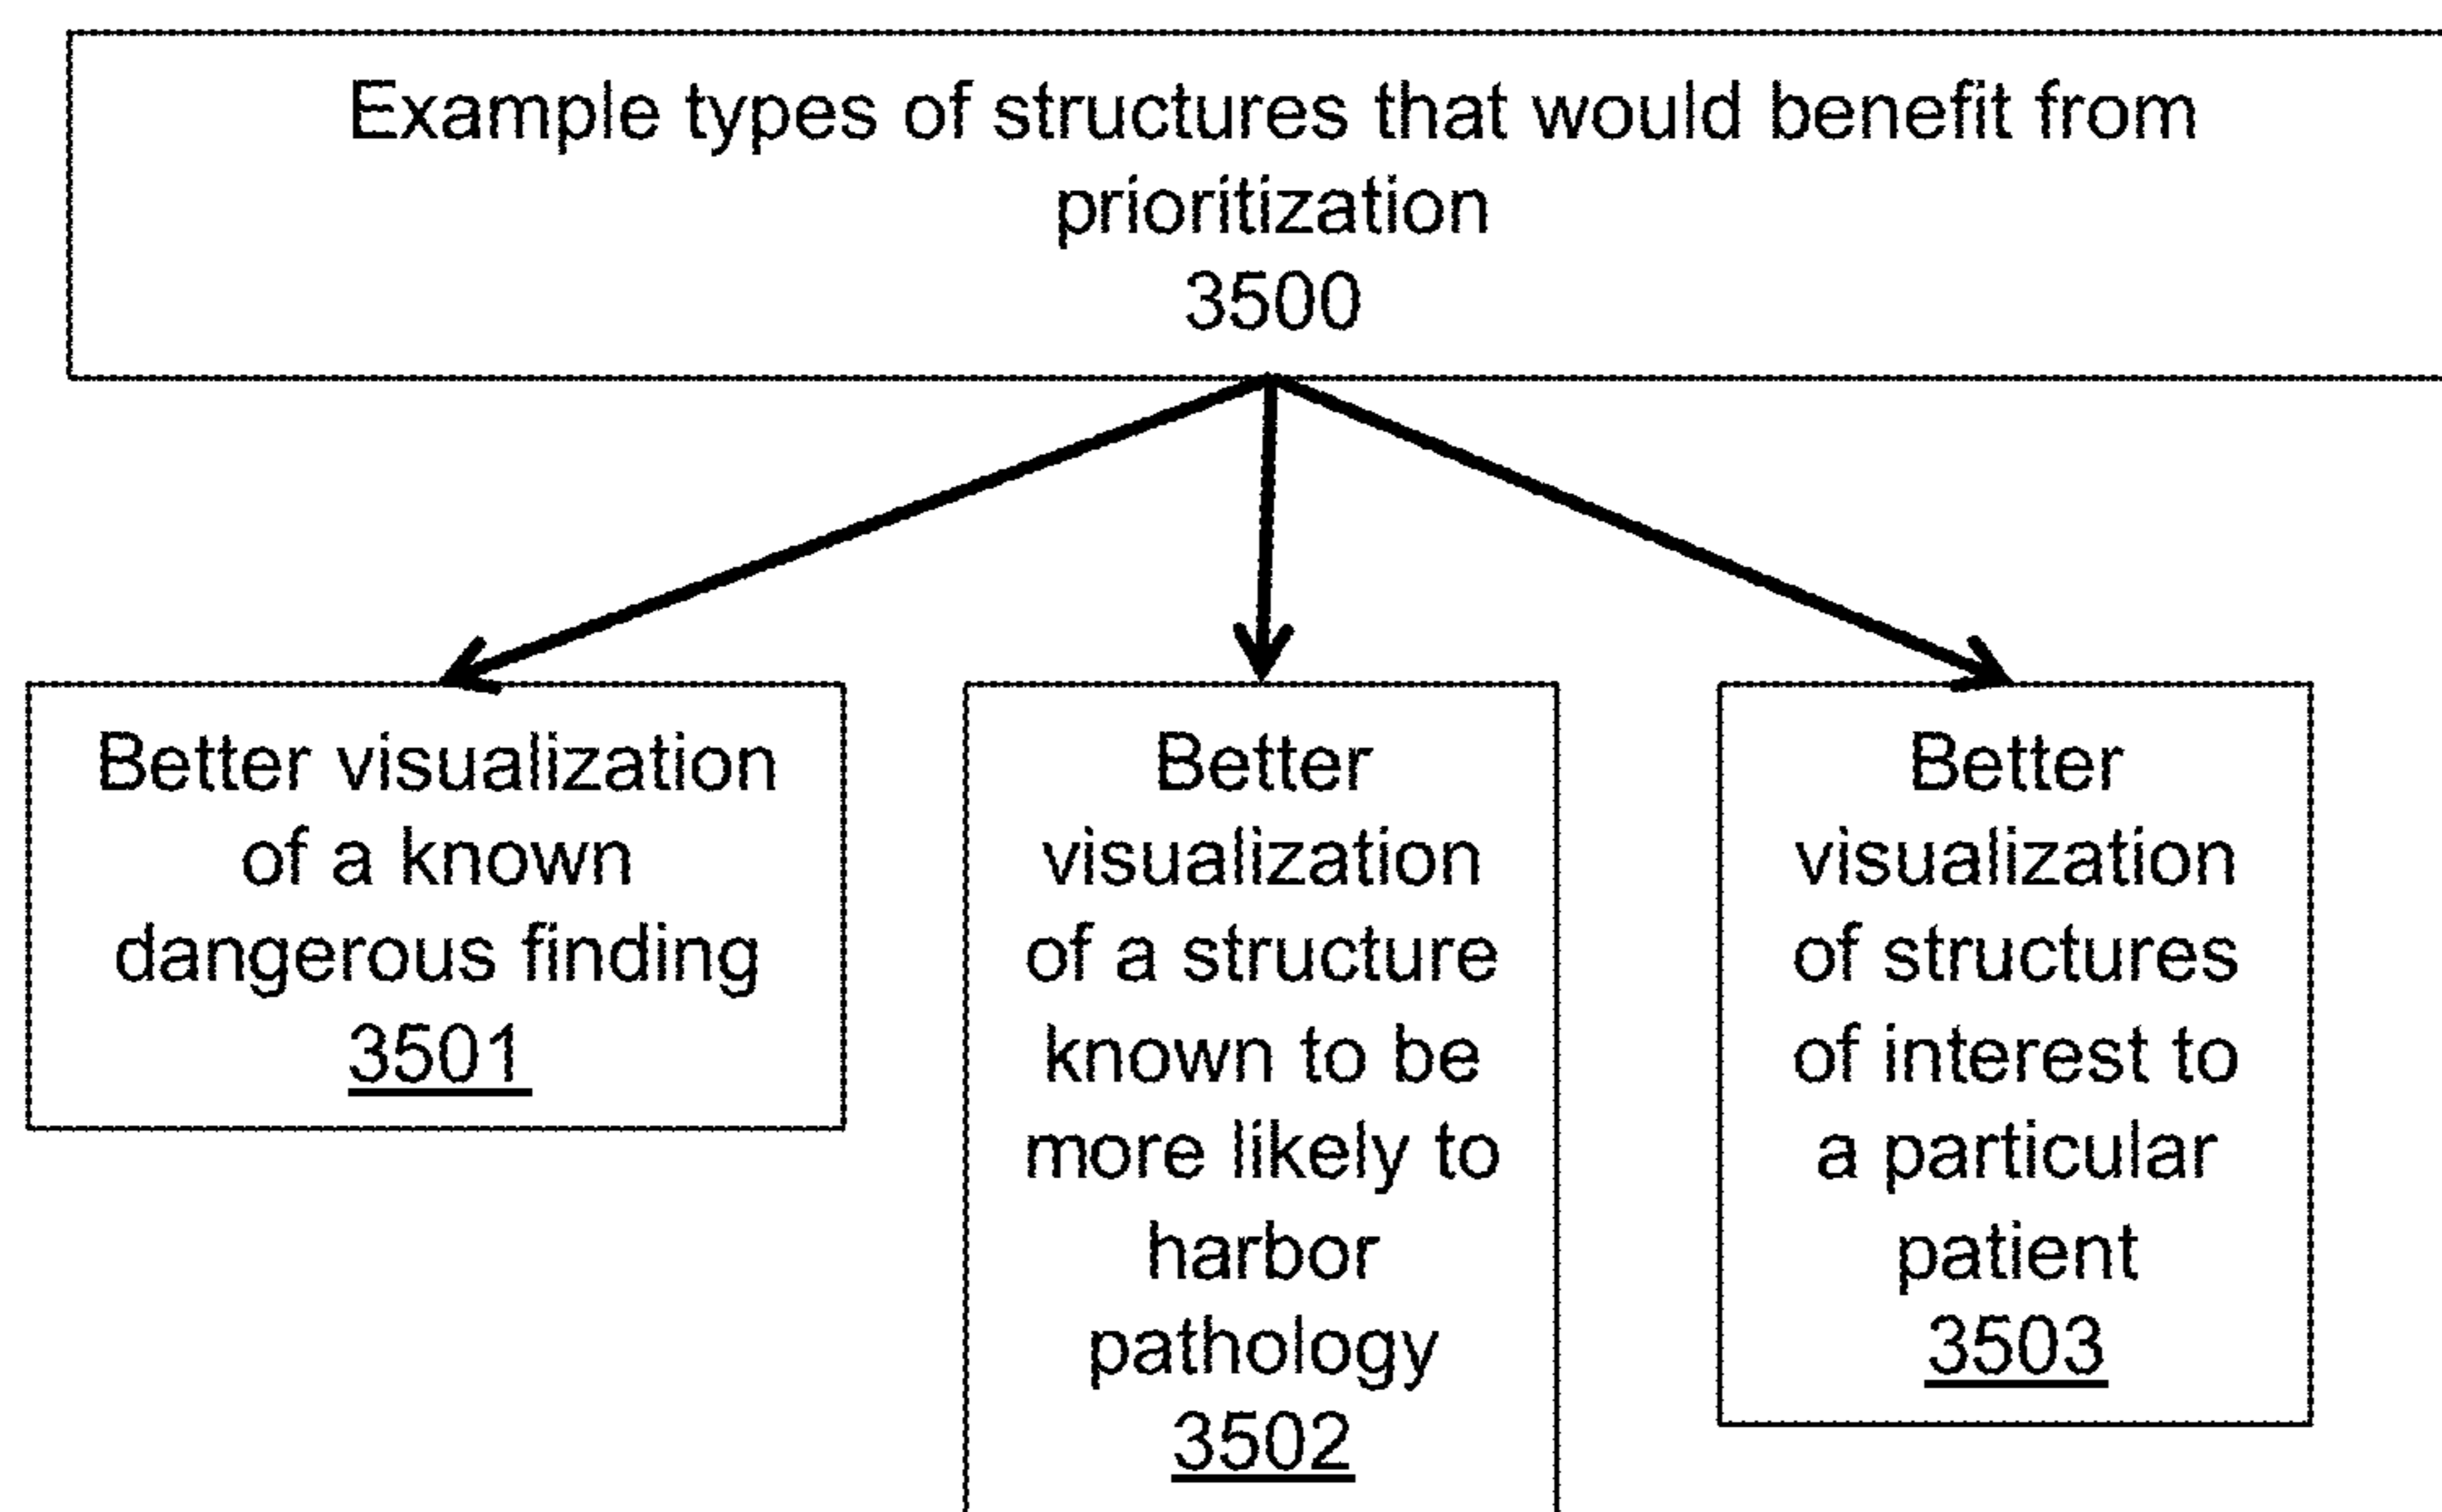 Example types of structures that would benefit from
prioritization
3500
Better visualization
of a known
dangerous finding
3501
Better
visualization
of a structure
known to be
more likely to
harbor
pathology
3502
Better
visualization
of structures
of interest to
a particular
patient
3503